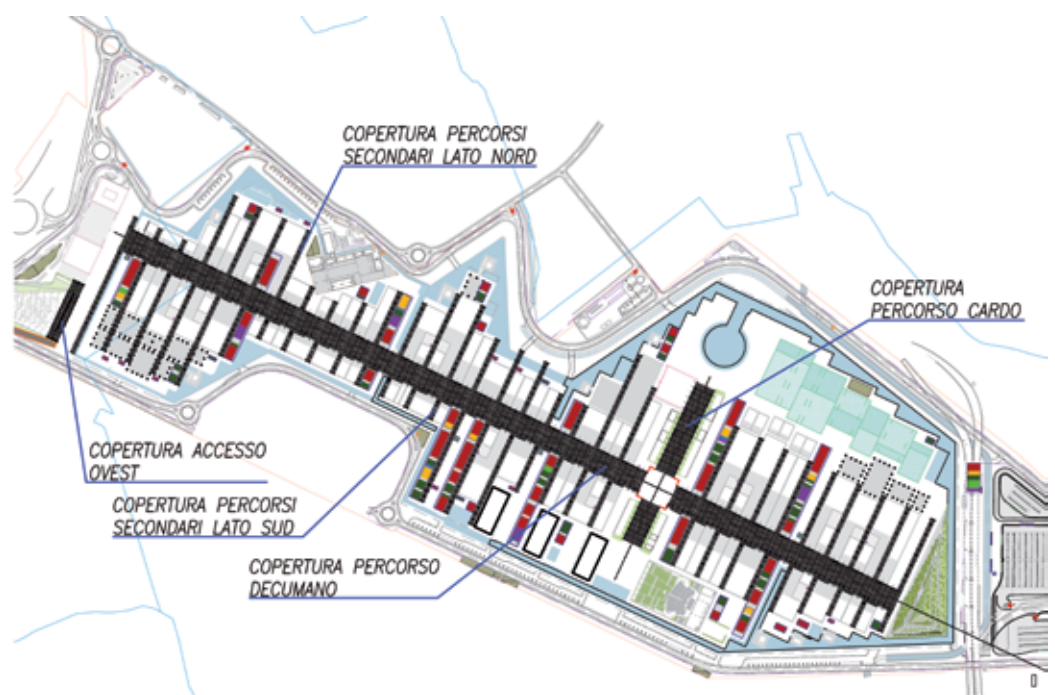 COPERTURA PERCORSI
SECONDARI LATO NORD
COPERTURA
PERCORSO CARDO
COPERTURA ACCESSO
OVEST
COPERTURA PERCORSI
SECONDARI LATO SUD
COPERTURA PERCORSO
DECUMANO